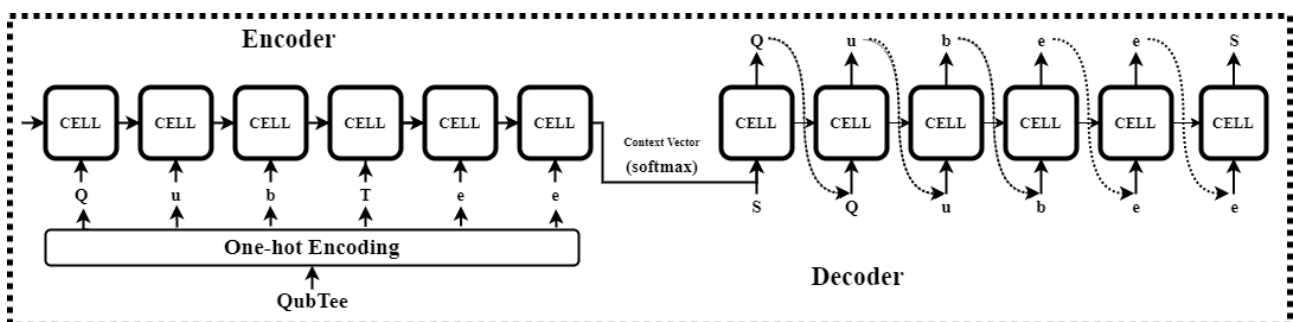 Encoder
Q u b e e S
CELL CELL CELL CELL CELL CELL CELL CELL CELL CELL CELL CELL
Context Vector
(softmax)
Q u b T e e S Q u b e e
One-hot Encoding
Decoder
QubTee